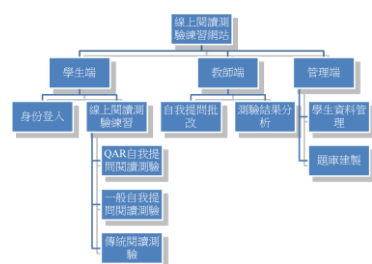 線上閱讀測
驗練習網站
學生端
教師端
管理端
身份登入
線上閱讀測
驗練習
自我提問批
改
測驗結果分
析
學生資料管
理
QAR自我提
問閱讀測驗
題庫建製
一般自我提
問閱讀測驗
傳統閱讀測
驗